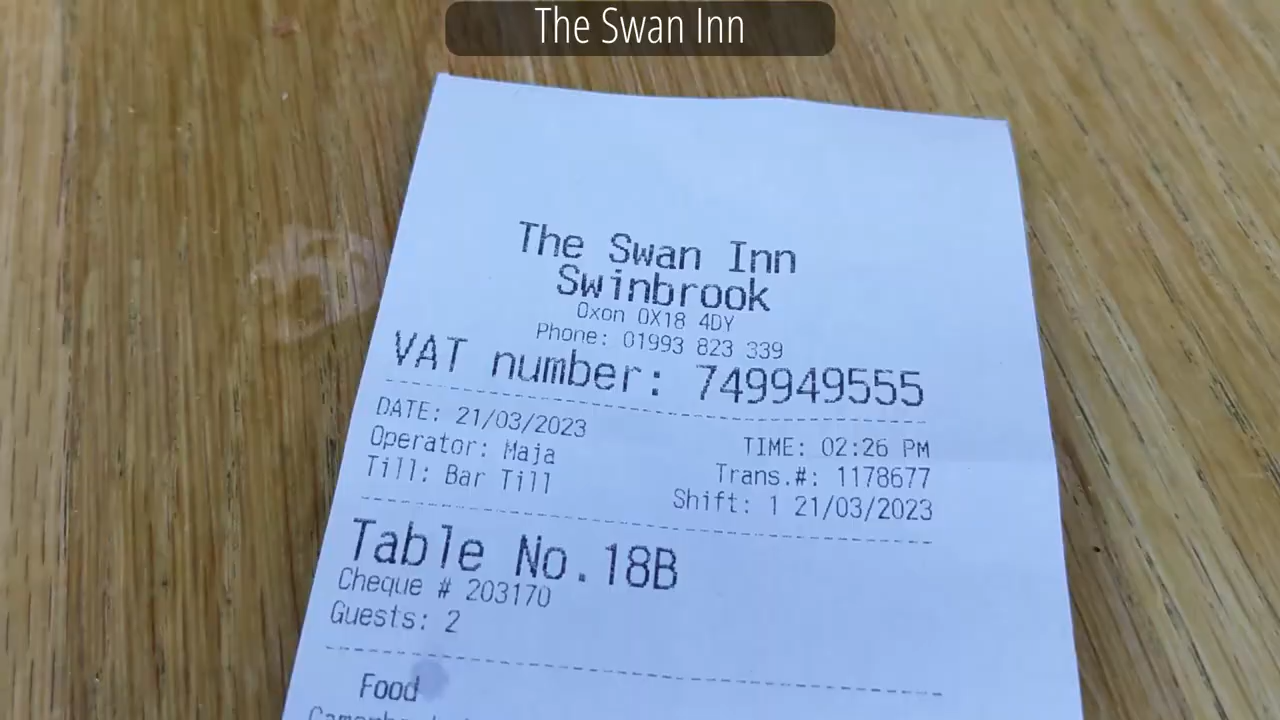 The Swan Inn
The Swan Inn
Swinbrook
Oxon OX18 4DY
Phone: 01993 823 339
VAT number: 749949555
DATE: 21/03/2023 TIME: 02:26 PM
Operator: Maja Trans.#: 1178677
Till: Bar Till Shift: 1 21/03/2023
Table No.18B
Cheque # 203170
Guests: 2
Food